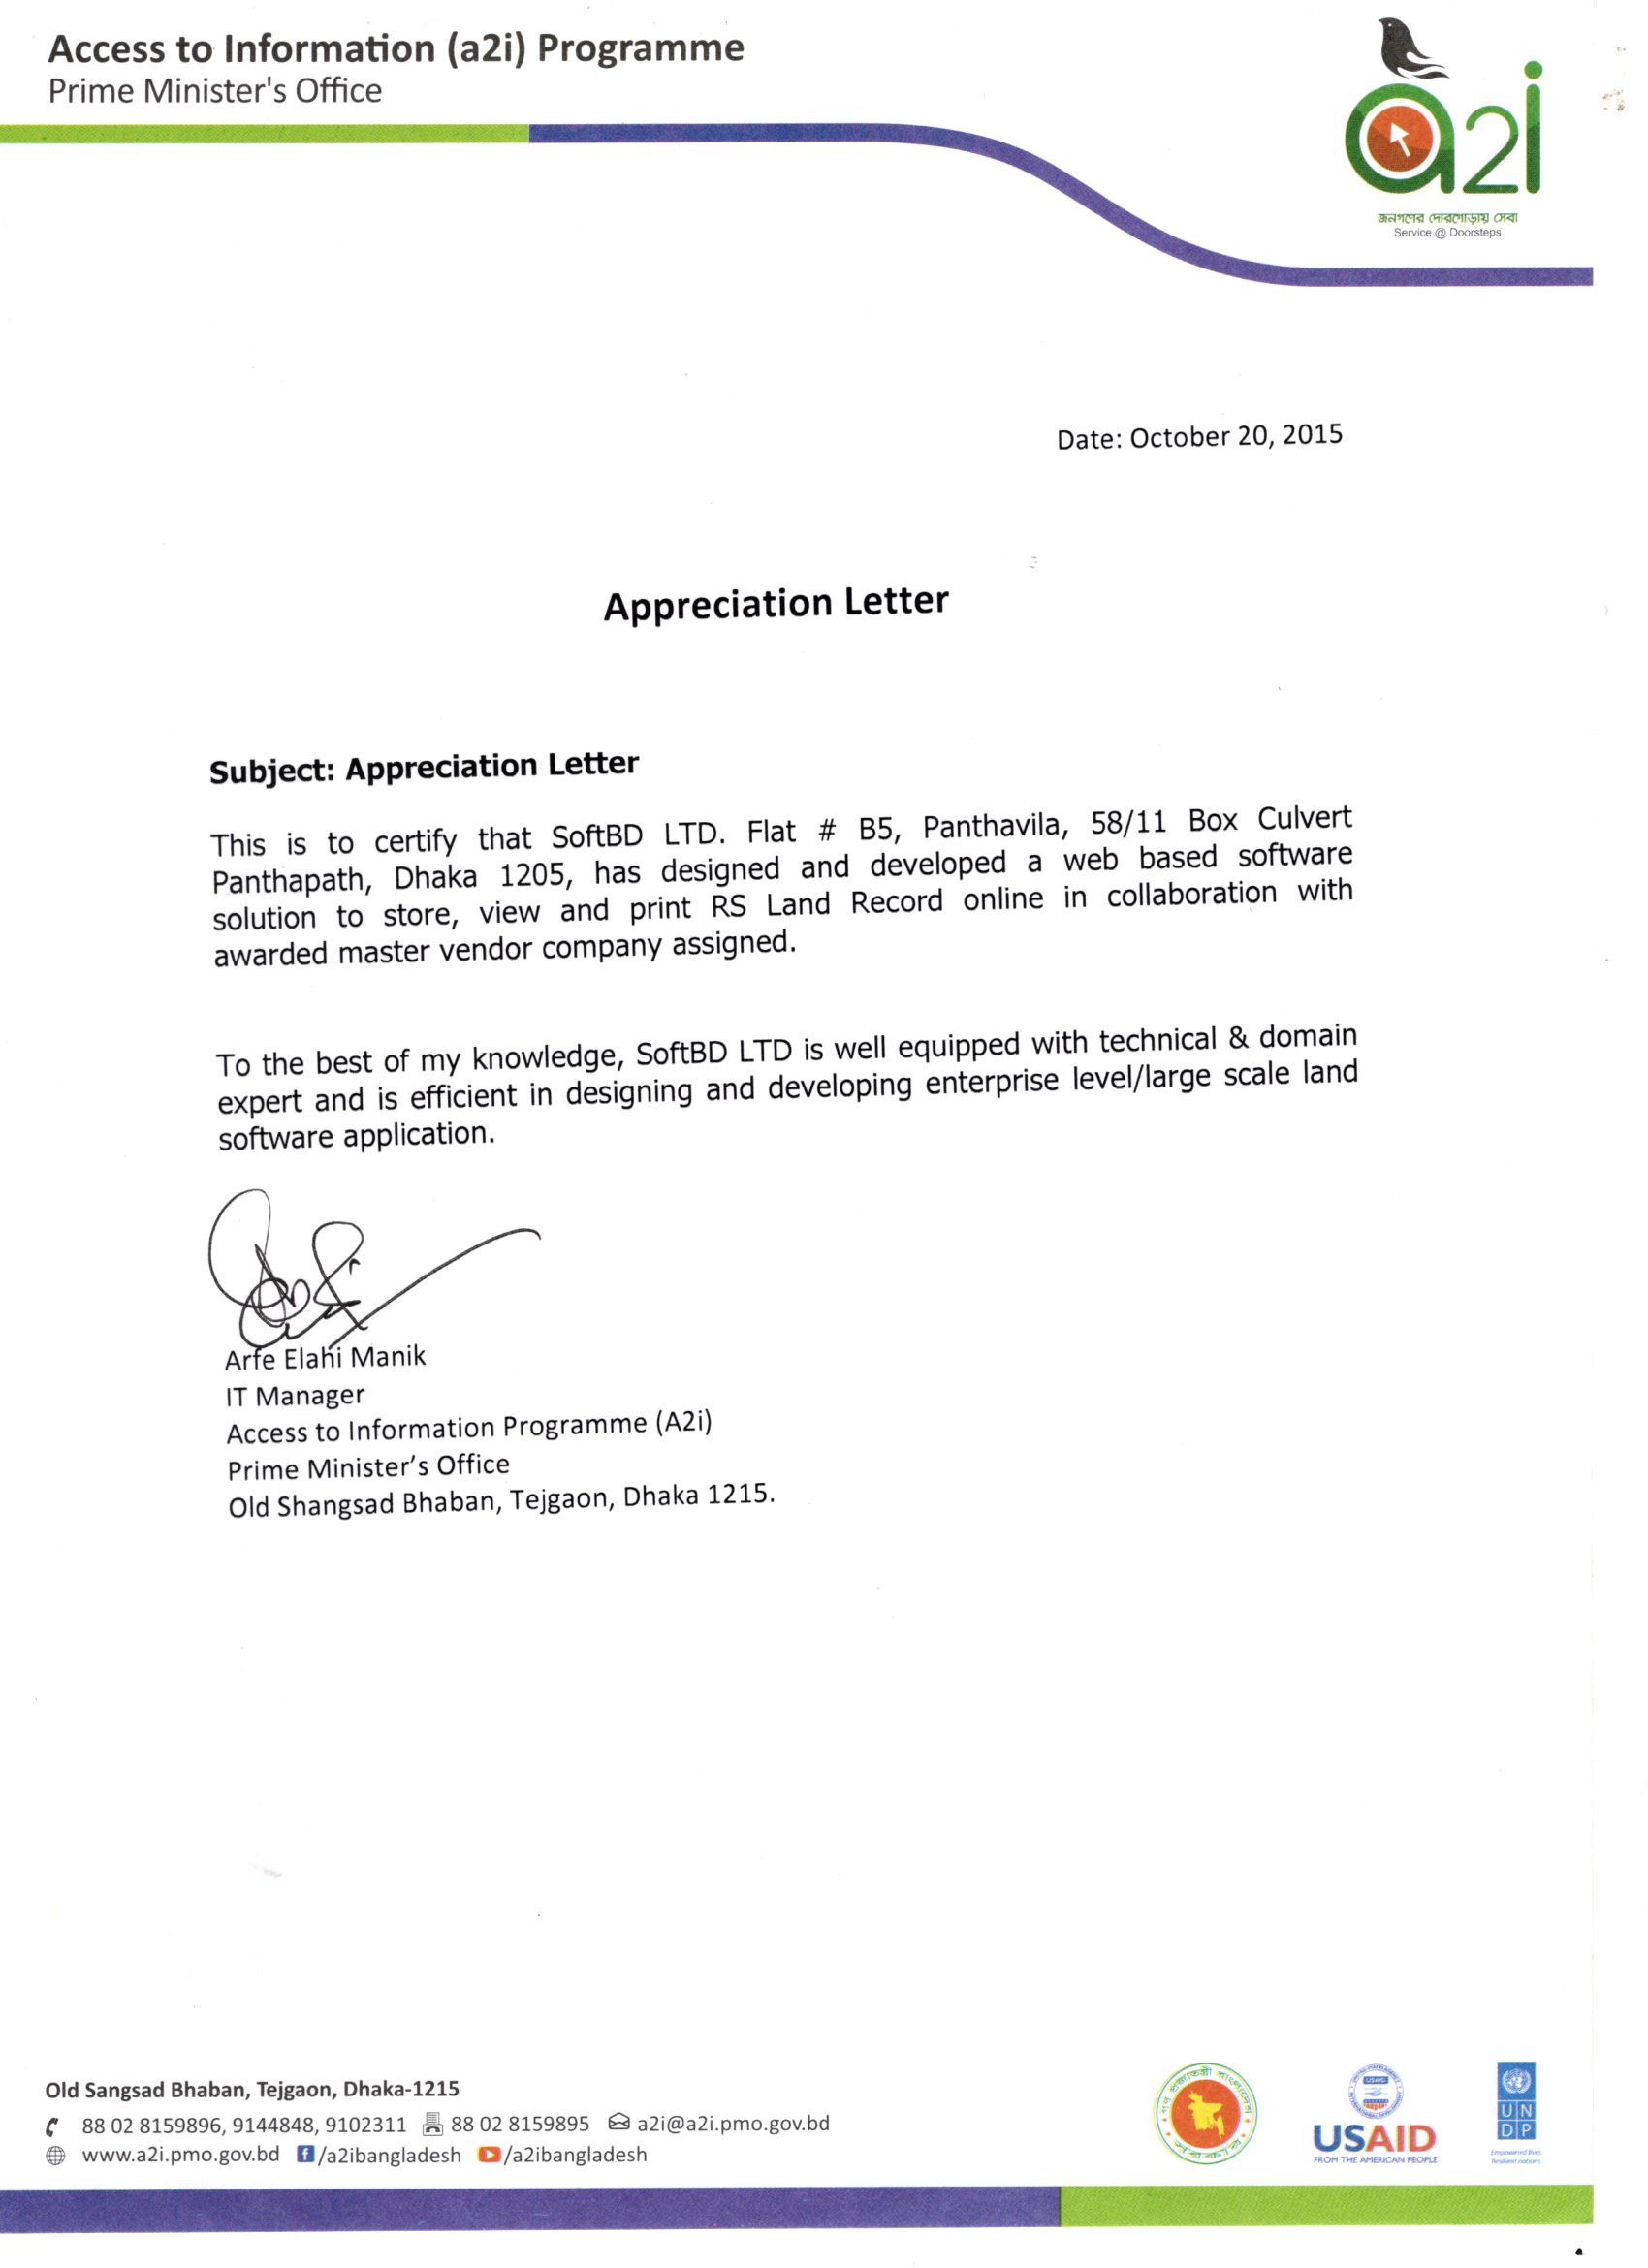 Access to Information (a2i) Programme
Prime Minister's Office
a2i
জনগণের দোরগোড়ায় সেবা
Service @ Doorsteps
Date: October 20, 2015
Appreciation Letter
Subject: Appreciation Letter
This is to certify that SoftBD LTD. Flat # B5, Panthavila, 58/11 Box Culvert
Panthapath, Dhaka 1205, has designed and developed a web based software
solution to store, view and print RS Land Record online in collaboration with
awarded master vendor company assigned.
To the best of my knowledge, SoftBD LTD is well equipped with technical & domain
expert and is efficient in designing and developing enterprise level/large scale land
software application.
Arfe Elahi Manik
IT Manager
Access to Information Programme (A2i)
Prime Minister’s Office
Old Shangsad Bhaban, Tejgaon, Dhaka 1215.
Old Sangsad Bhaban, Tejgaon, Dhaka-1215
88 02 8159896, 9144848, 9102311 88 02 8159895 a2i@a2i.pmo.gov.bd
www.a2i.pmo.gov.bd /a2ibangladesh /a2ibangladesh
গণপ্রজাতন্ত্রী বাংলাদেশ
সরকার
USAID
USAID
FROM THE AMERICAN PEOPLE
UN
DP
Empowered lives.
Resilient nations.